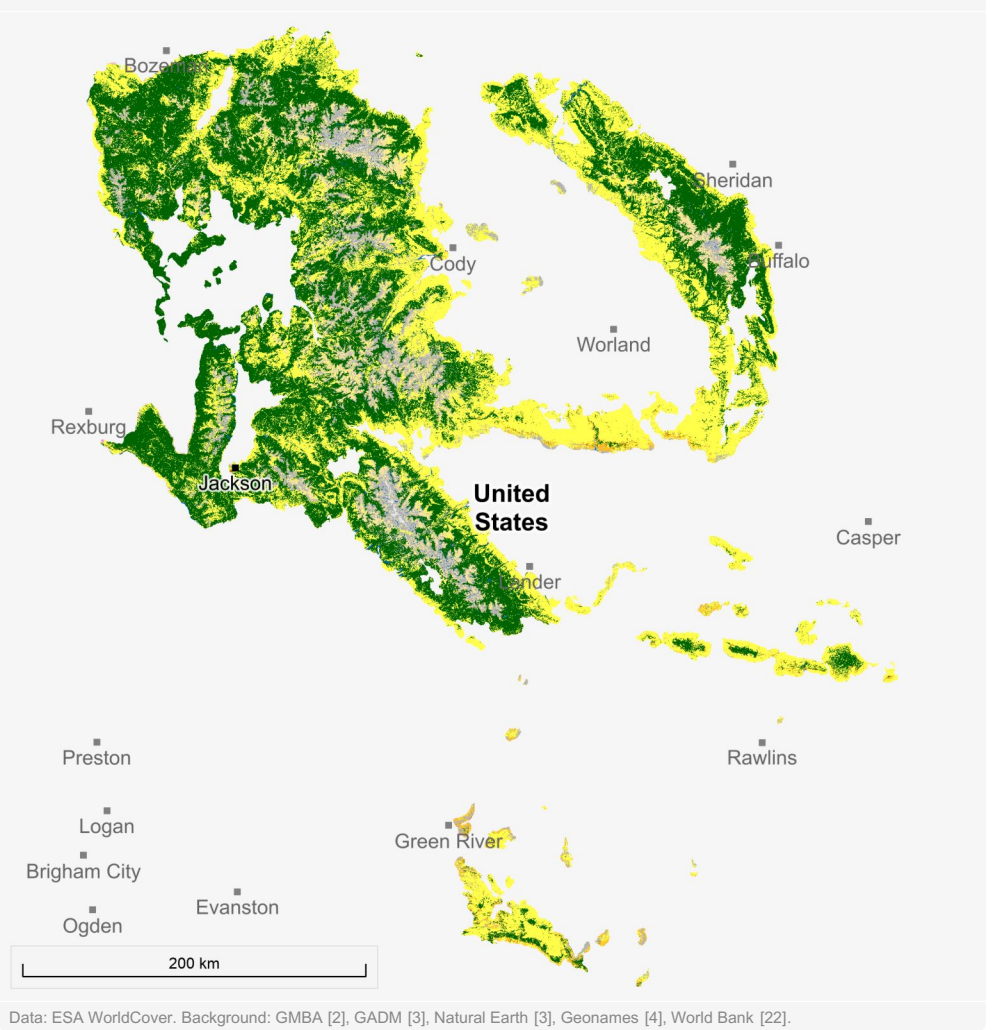 Bozeman
Sheridan
Cody
Buffalo
Worland
Rexburg
Jackson
United
States
Casper
Lander
Preston
Rawlins
Logan
Green River
Brigham City
Evanston
Ogden
200 km
Data: ESA WorldCover. Background: GMBA [2], GADM [3], Natural Earth [3], Geonames [4], World Bank [22].